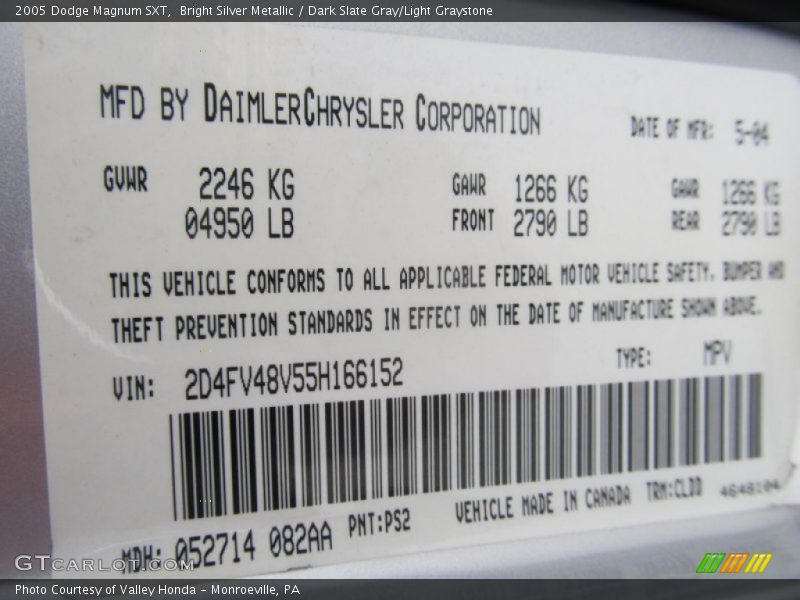 2005 Dodge Magnum SXT,  Bright Silver Metallic / Dark Slate Gray/Light Graystone
MFD BY DAIMLERCHRYSLER CORPORATION
DATE OF MFR: 5-04
GVWR 2246 KG GAWR 1266 KG GAWR 1266 KG
04950 LB FRONT 2790 LB REAR 2790 LB
THIS VEHICLE CONFORMS TO ALL APPLICABLE FEDERAL MOTOR VEHICLE SAFETY, BUMPER AND
THEFT PREVENTION STANDARDS IN EFFECT ON THE DATE OF MANUFACTURE SHOWN ABOVE.
VIN: 2D4FV48V55H166152 TYPE: MPV
MDH: 052714 082AA PNT:PS2 VEHICLE MADE IN CANADA TRM:CLDD 4648104
GTCARLOT.COM
Photo Courtesy of Valley Honda - Monroeville, PA